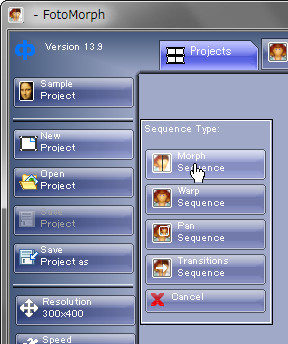 - FotoMorph
Version 13.9
Projects
Sample
Project
New
Project
Open
Project
Save
Project
Save
Project as
Resolution
300x400
Speed
Sequence Type:
Morph
Sequence
Warp
Sequence
Pan
Sequence
Transitions
Sequence
Cancel